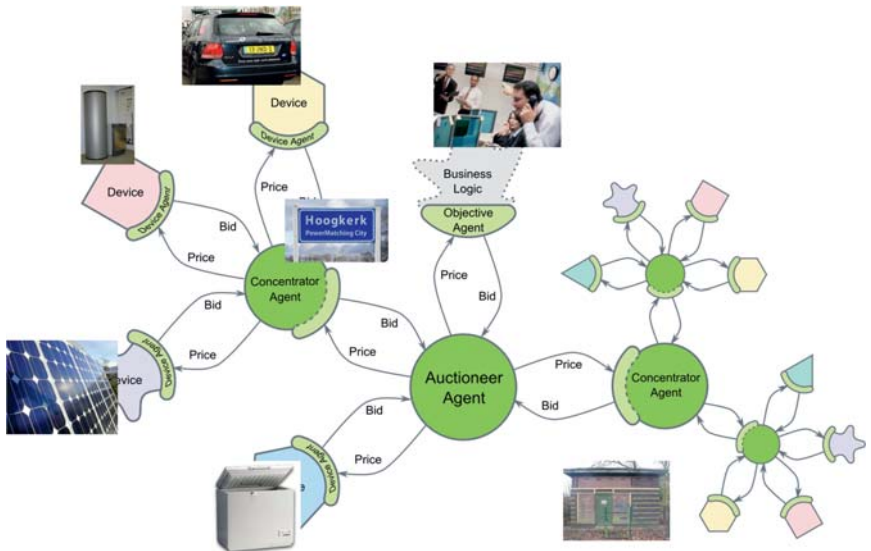 Device
Device Agent
Price
Business
Logic
Objective
Agent
Device
Device Agent
Bid
Price
Hoogkerk
PowerMatching City
Concentrator
Agent
Price
Bid
Bid
Price
Bid
Price
Device Agent
Auctioneer
Agent
Price
Bid
Concentrator
Agent
Bid
Price
Device Agent